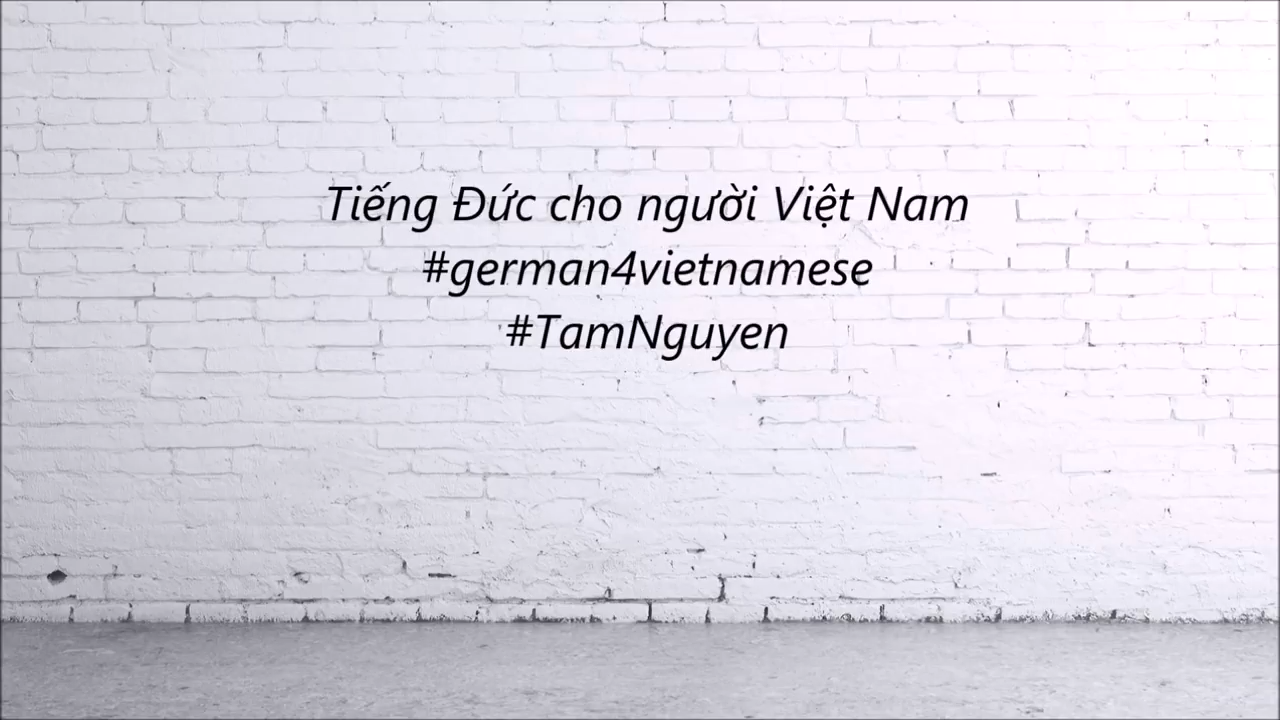 Tiếng Đức cho người Việt Nam
#german4vietnamese
#TamNguyen